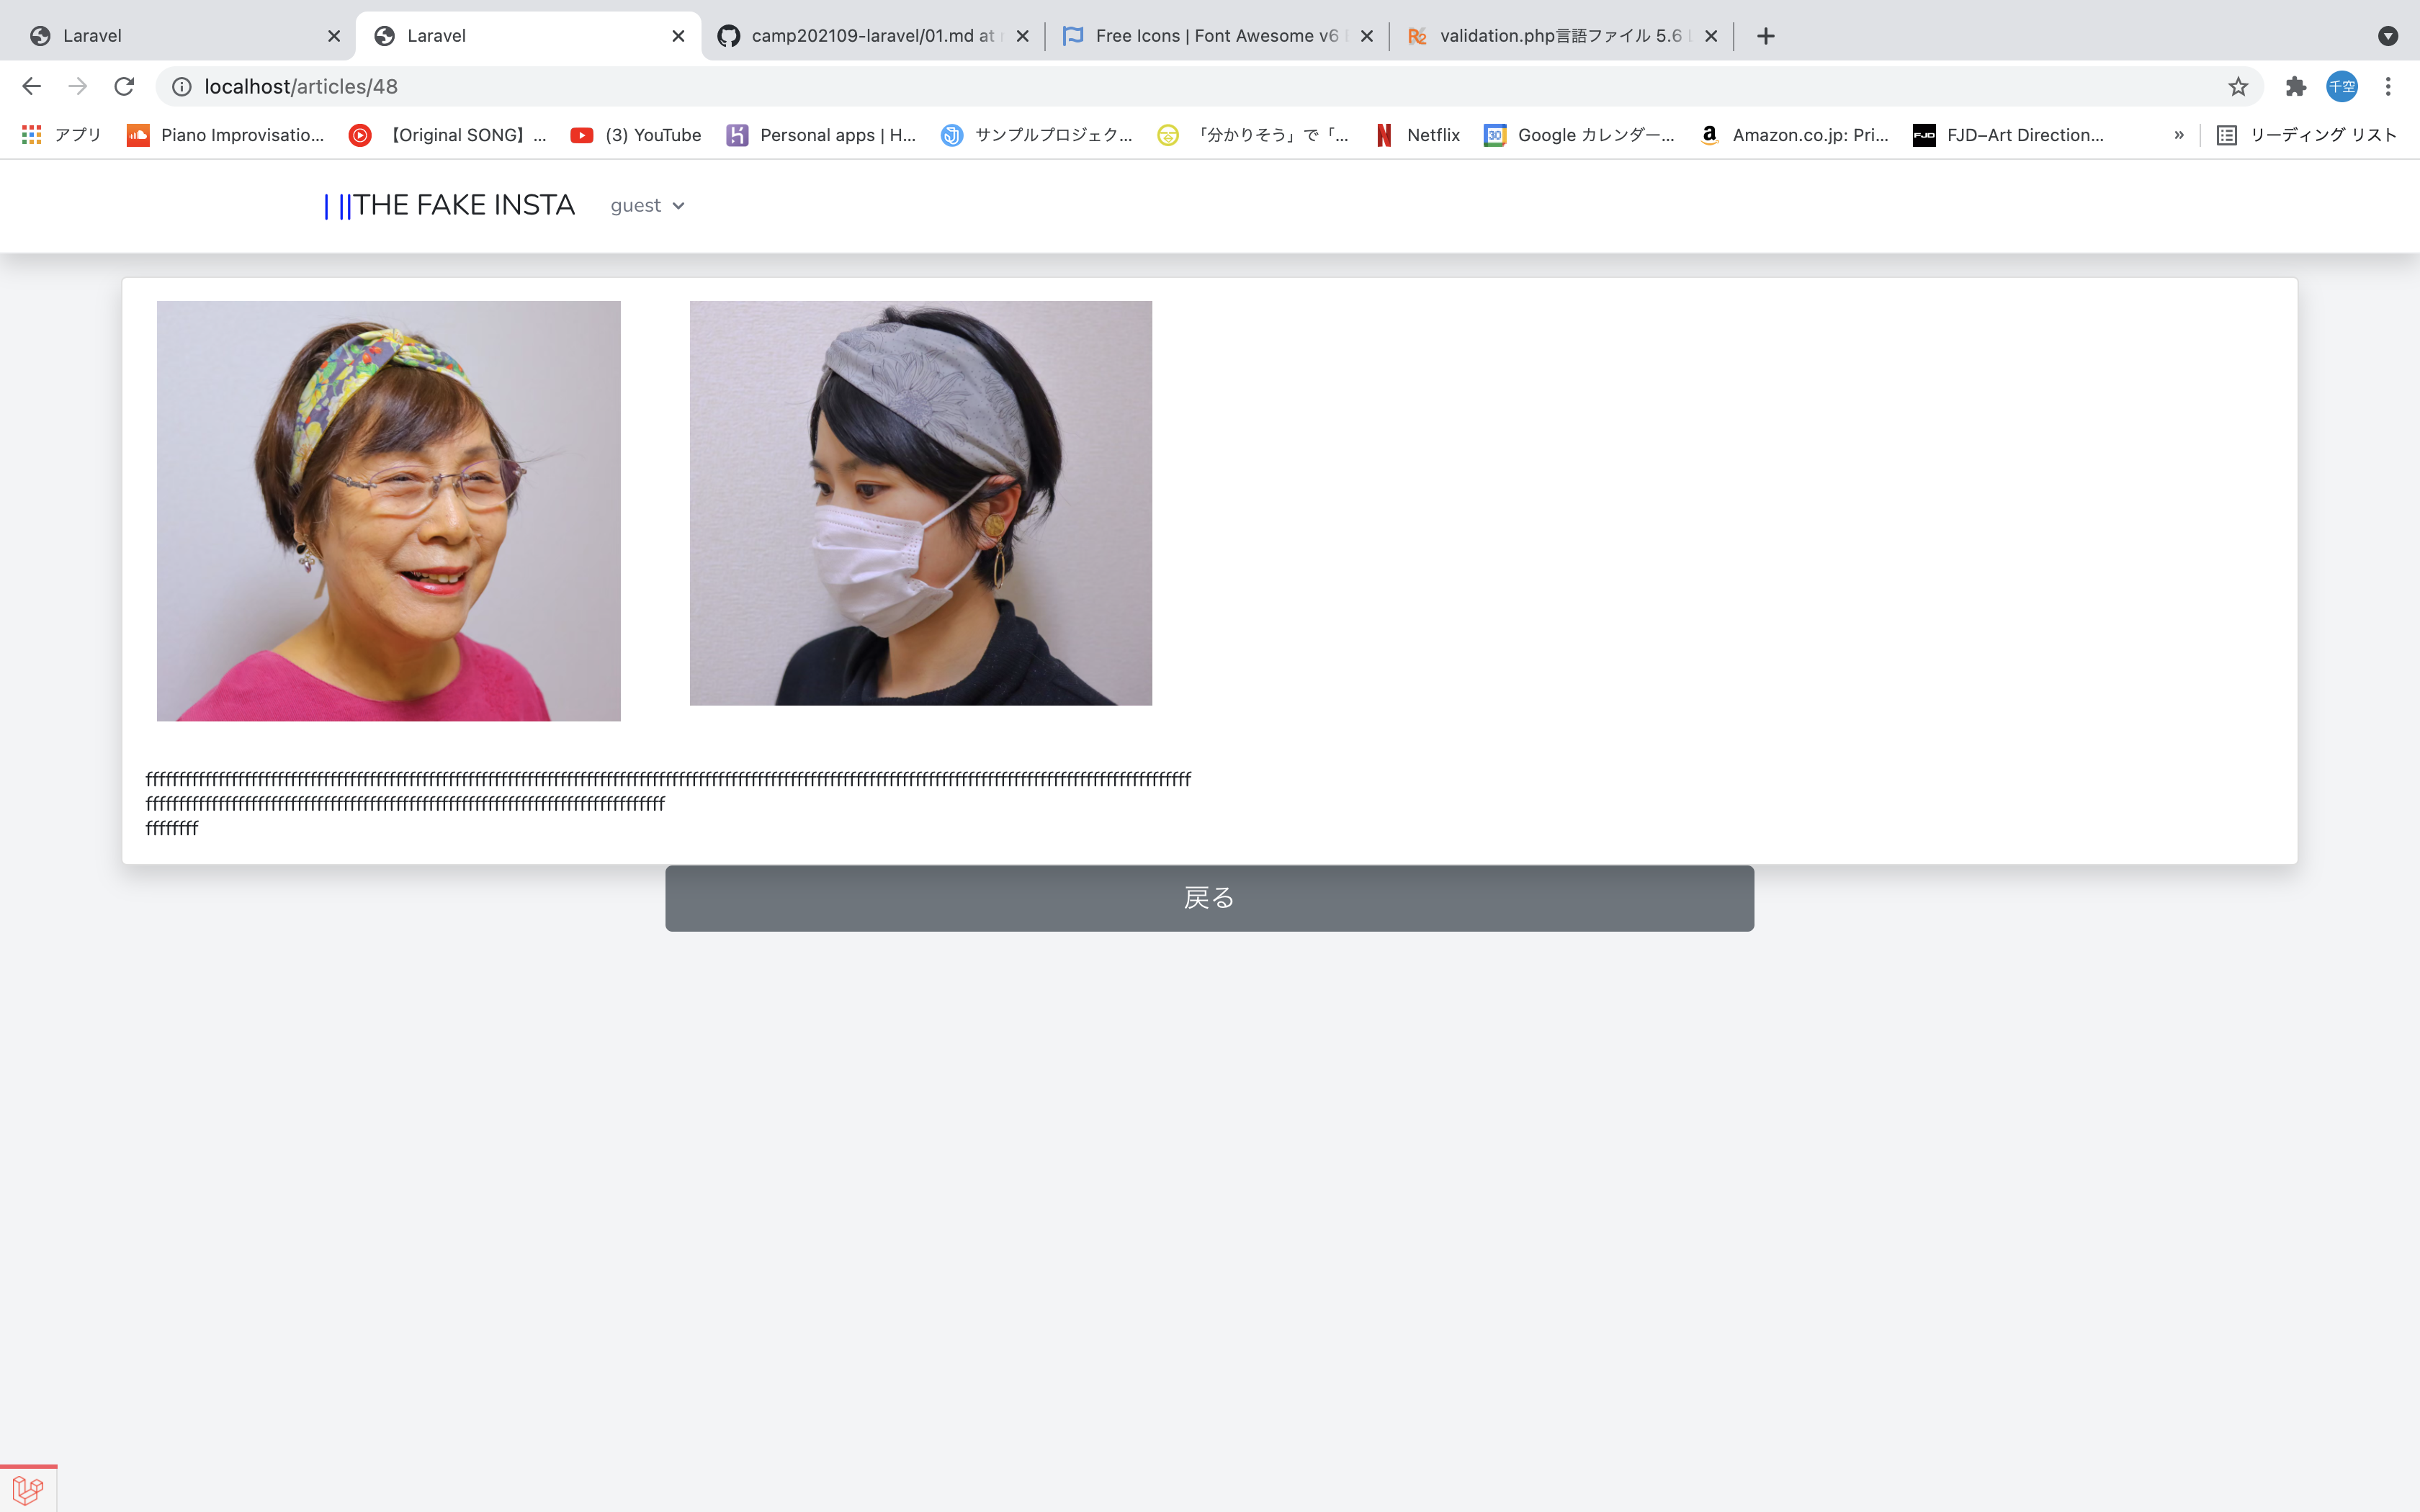 Laravel
Laravel
camp202109-laravel/01.md at
Free Icons | Font Awesome v6
validation.php言語ファイル 5.6
localhost/articles/48
千空
アプリ
Piano Improvisatio...
【Original SONG】...
(3) YouTube
Personal apps | H...
サンプルプロジェク...
「分かりそう」で「...
Netflix
30
Google カレンダー...
Amazon.co.jp: Pri...
FJD
FJD–Art Direction...
»
リーディング リスト
| ||THE FAKE INSTA
guest
ffffffff
戻る